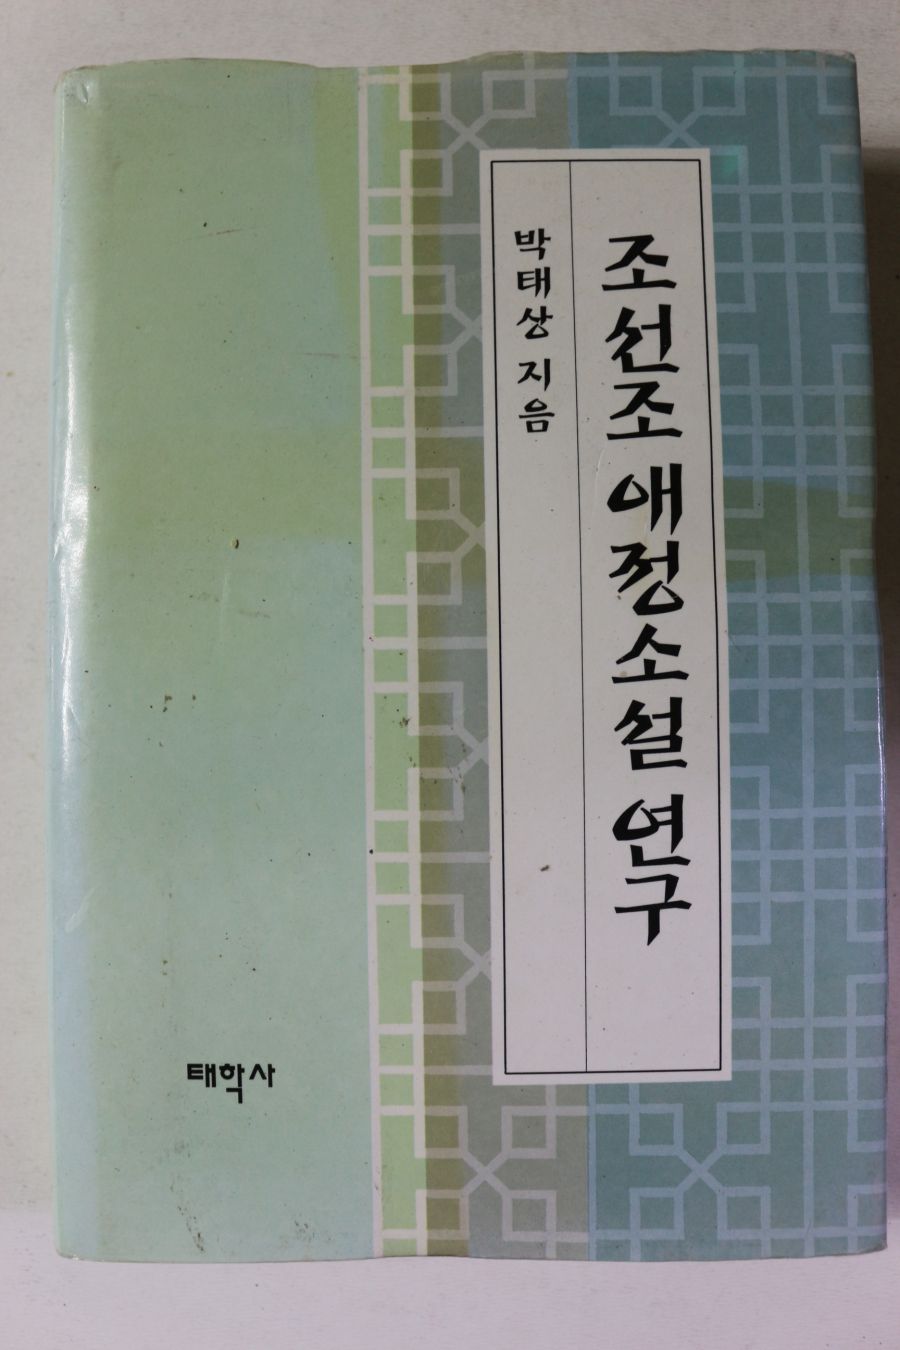 조선조 애정소설 연구
박태상 지음
태학사